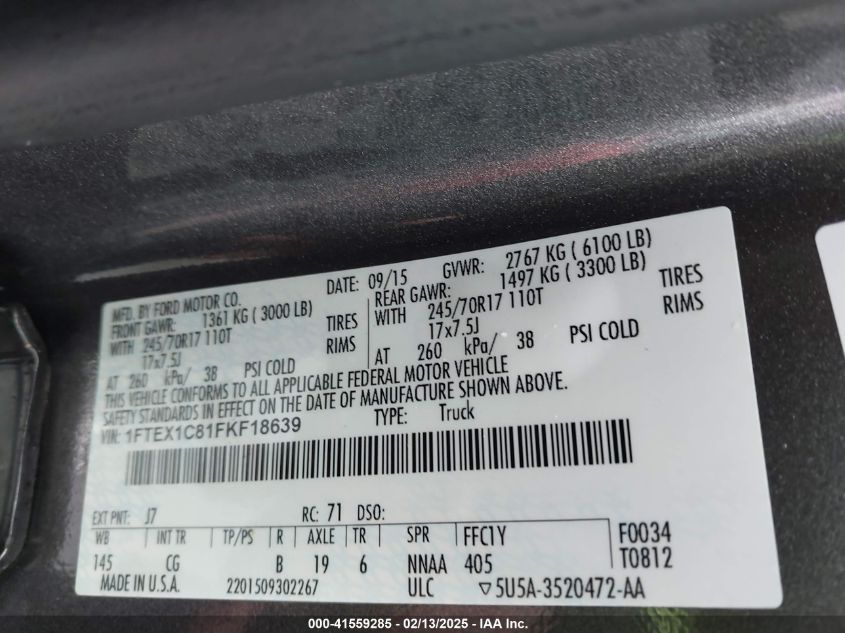 MFD. BY FORD MOTOR CO.
DATE: 09/15 GVWR: 2767 KG ( 6100 LB)
FRONT GAWR: 1361 KG ( 3000 LB)
REAR GAWR: 1497 KG ( 3300 LB)
WITH 245/70R17 110T TIRES
WITH 245/70R17 110T TIRES
17x7.5J RIMS
17x7.5J RIMS
AT 260 kPa/ 38 PSI COLD
AT 260 kPa/ 38 PSI COLD
THIS VEHICLE CONFORMS TO ALL APPLICABLE FEDERAL MOTOR VEHICLE
SAFETY STANDARDS IN EFFECT ON THE DATE OF MANUFACTURE SHOWN ABOVE.
VIN: 1FTEX1C81FKF18639 TYPE: Truck
EXT PNT: J7 RC: 71 DSO:
WB INT TR TP/PS R AXLE TR SPR FFC1Y F0034
145 CG B 19 6 NNAA 405 T0812
MADE IN U.S.A. 2201509302267 ULC ▽5U5A-3520472-AA
000-41559285 - 02/13/2025 - IAA Inc.